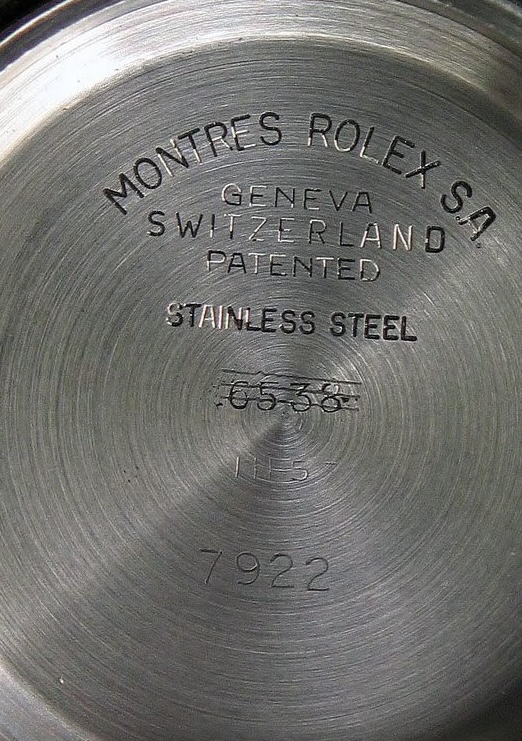 MONTRES ROLEX S.A.
GENEVA
SWITZERLAND
PATENTED
STAINLESS STEEL
6538
7922